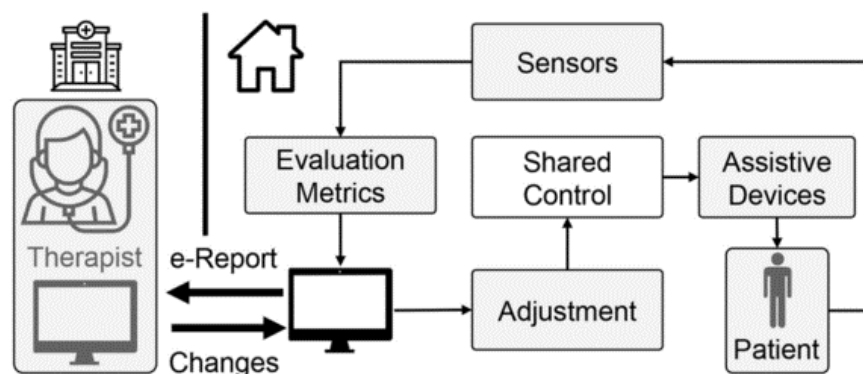 Sensors
Evaluation
Metrics
Shared
Control
Assistive
Devices
Therapist
e-Report
Changes
Adjustment
Patient